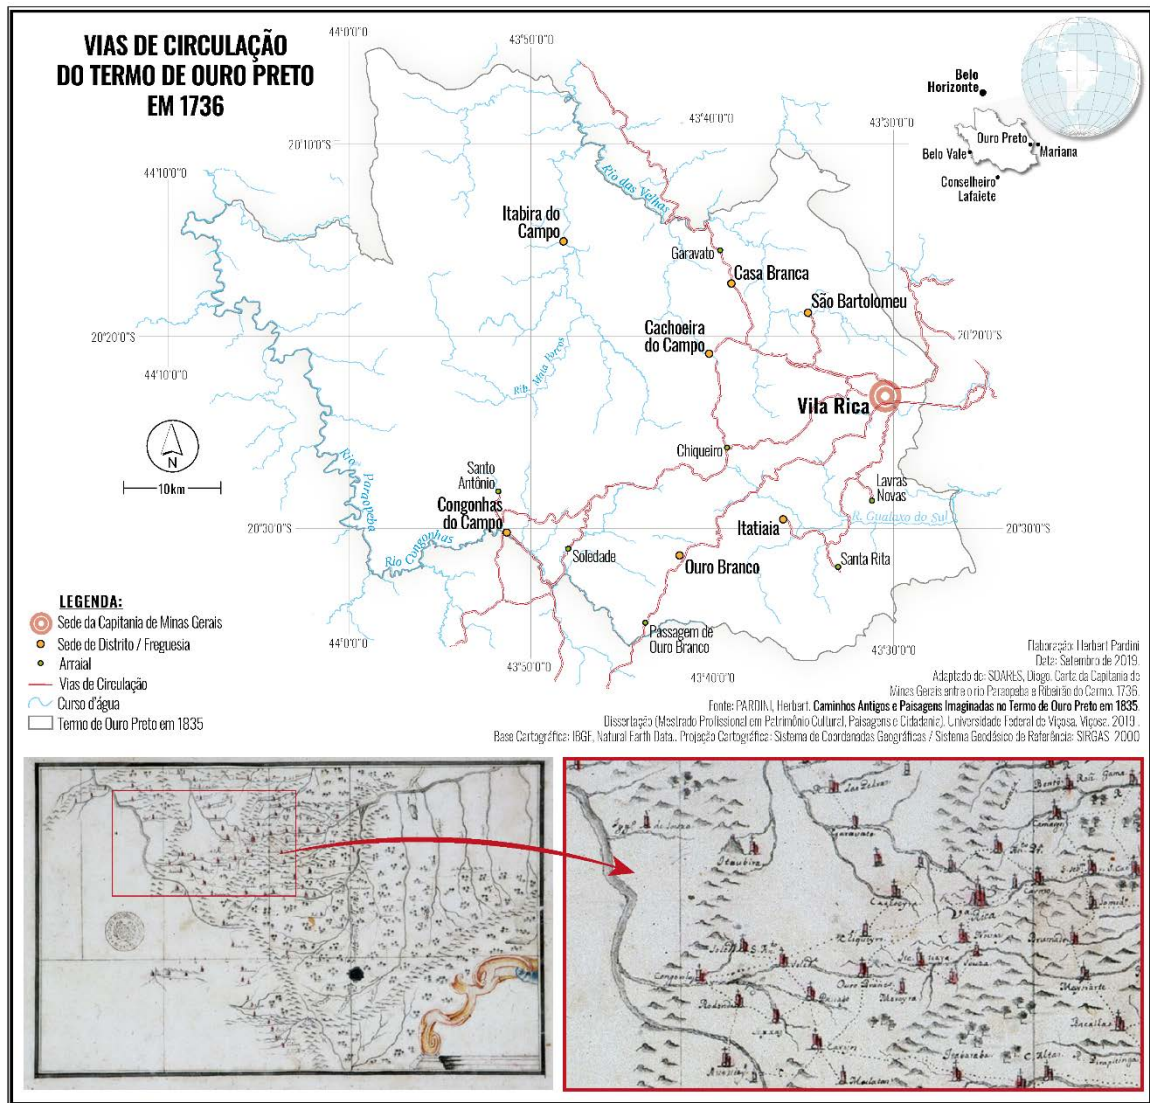 VIAS DE CIRCULAÇÃO
DO TERMO DE OURO PRETO
EM 1736
44°0'0"O
43°50'0"O
43°40'0"O
43°30'0"O
20°10'0"S
44°10'0"O
Belo
Horizonte
Ouro Preto
Mariana
Belo Vale
Conselheiro
Lafaiete
Rio das Velhas
Itabira do
Campo
Garavato
Casa Branca
São Bartolomeu
20°20'0"S
20°20'0"S
Cachoeira
do Campo
44°10'0"O
Rib. Mata Porcos
Vila Rica
N
10km
Chiqueiro
Santo
Antônio
Rio Paraopeba
Lavras
Novas
Congonhas
do Campo
Itatiaia
R. Gualaxo do Sul
20°30'0"S
20°30'0"S
Rio Congonhas
Soledade
Ouro Branco
Santa Rita
LEGENDA:
Sede da Capitania de Minas Gerais
Sede de Distrito / Freguesia
Arraial
Vias de Circulação
Curso d'água
Termo de Ouro Preto em 1835
44°0'0"O
Passagem de
Ouro Branco
43°50'0"O
43°40'0"O
43°30'0"O
Elaboração: Herbert Pardini
Data: Setembro de 2019.
Adaptado de: SOARES, Diogo. Carta da Capitania de
Minas Gerais entre o rio Paraopeba e Ribeirão do Carmo. 1736.
Fonte: PARDINI, Herbert. Caminhos Antigos e Paisagens Imaginadas no Termo de Ouro Preto em 1835.
Dissertação (Mestrado Profissional em Patrimônio Cultural, Paisagens e Cidadania). Universidade Federal de Viçosa. Viçosa. 2019.
Base Cartográfica: IBGE, Natural Earth Data.. Projeção Cartográfica: Sistema de Coordenadas Geográficas / Sistema Geodásico de Referência: SIRGAS 2000
Garavato
Itaubira
Rica
Ouro Branco